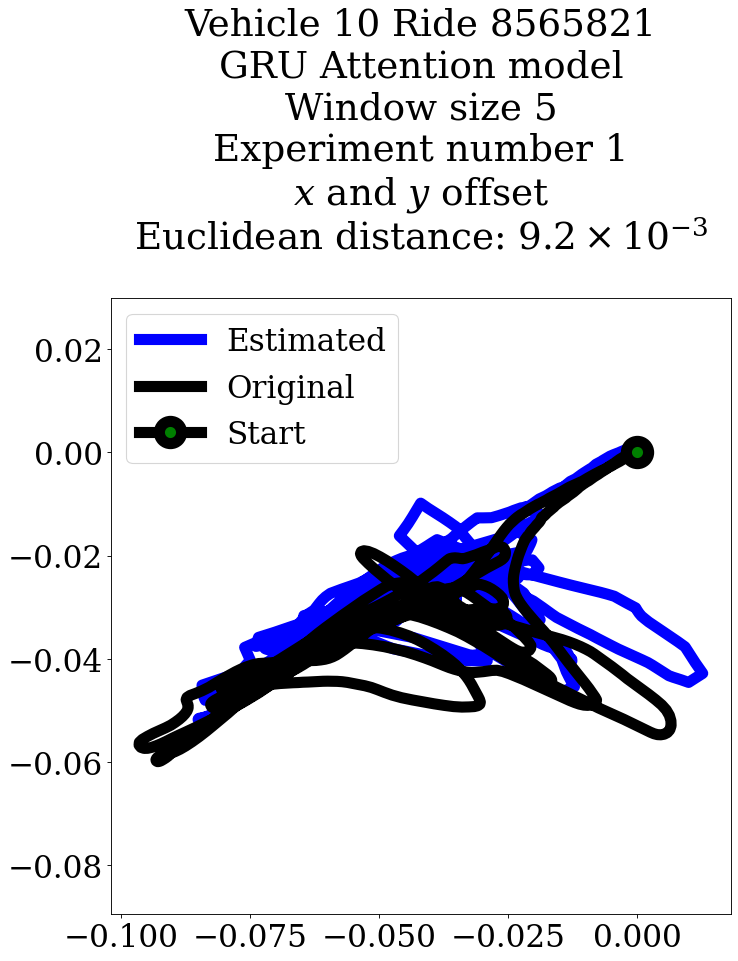 Vehicle 10 Ride 8565821
GRU Attention model
Window size 5
Experiment number 1
x and y offset
Euclidean distance: 9.2 × 10⁻³
Estimated
Original
Start
0.02
0.00
−0.02
−0.04
−0.06
−0.08
−0.100 −0.075 −0.050 −0.025 0.000